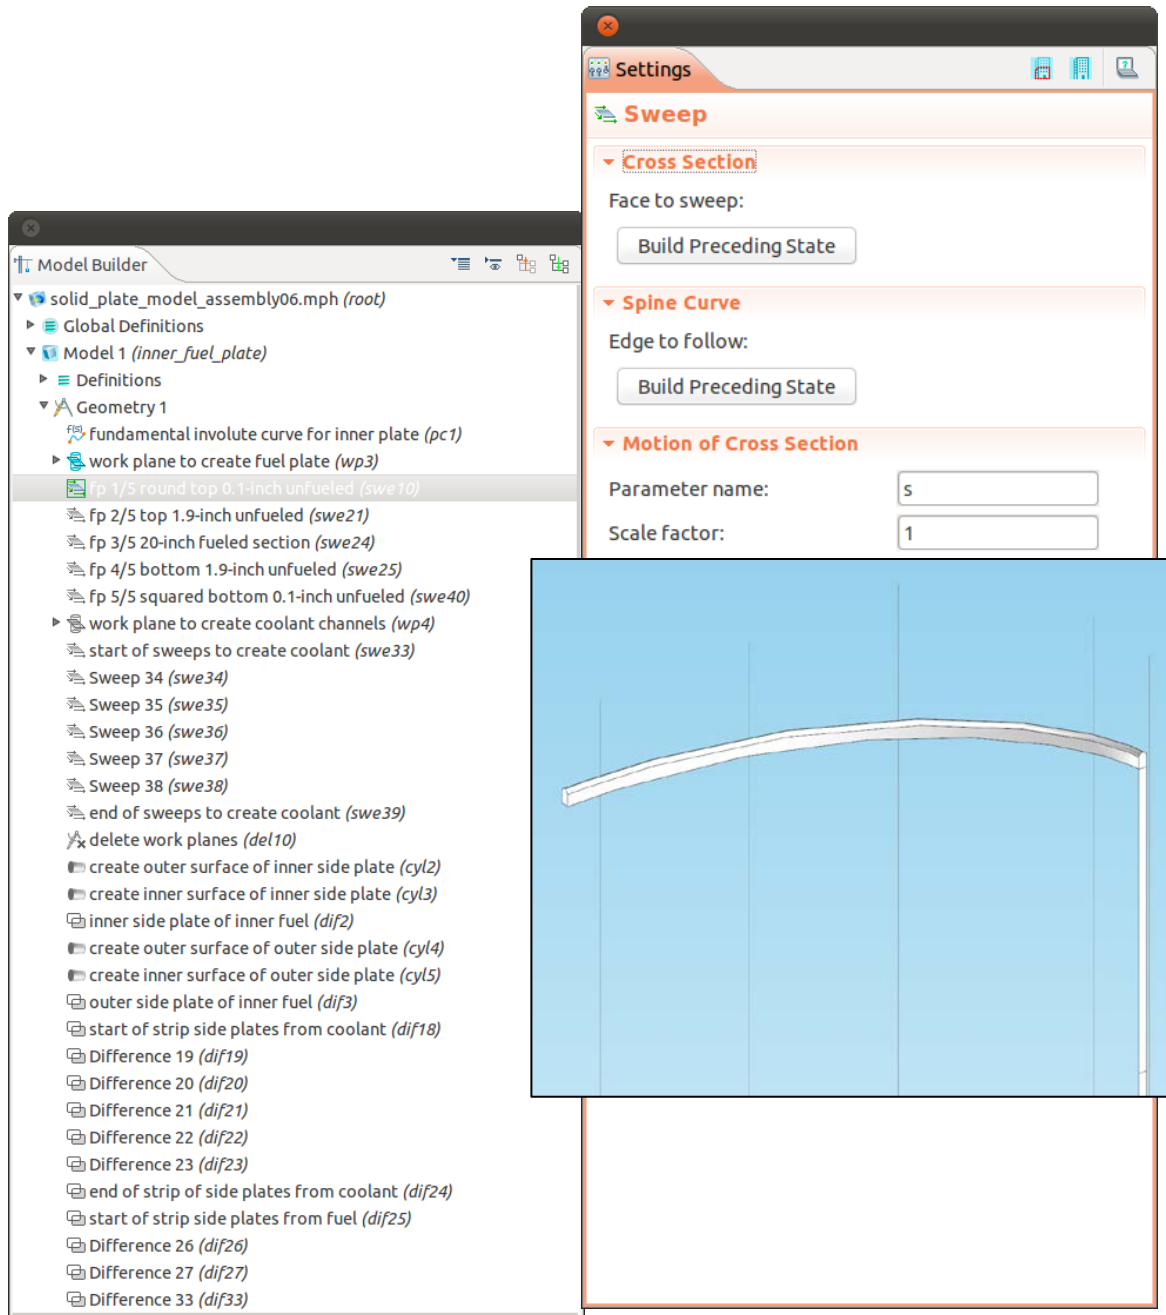 Settings
Sweep
Cross Section
Face to sweep:
Build Preceding State
Spine Curve
Edge to follow:
Build Preceding State
Motion of Cross Section
Parameter name: s
Scale factor: 1
Model Builder
solid_plate_model_assembly06.mph (root)
Global Definitions
Model 1 (inner_fuel_plate)
Definitions
Geometry 1
fundamental involute curve for inner plate (pc1)
work plane to create fuel plate (wp3)
fp 1/5 round top 0.1-inch unfueled (swe10)
fp 2/5 top 1.9-inch unfueled (swe21)
fp 3/5 20-inch fueled section (swe24)
fp 4/5 bottom 1.9-inch unfueled (swe25)
fp 5/5 squared bottom 0.1-inch unfueled (swe40)
work plane to create coolant channels (wp4)
start of sweeps to create coolant (swe33)
Sweep 34 (swe34)
Sweep 35 (swe35)
Sweep 36 (swe36)
Sweep 37 (swe37)
Sweep 38 (swe38)
end of sweeps to create coolant (swe39)
delete work planes (del10)
create outer surface of inner side plate (cyl2)
create inner surface of inner side plate (cyl3)
inner side plate of inner fuel (dif2)
create outer surface of outer side plate (cyl4)
create inner surface of outer side plate (cyl5)
outer side plate of inner fuel (dif3)
start of strip side plates from coolant (dif18)
Difference 19 (dif19)
Difference 20 (dif20)
Difference 21 (dif21)
Difference 22 (dif22)
Difference 23 (dif23)
end of strip of side plates from coolant (dif24)
start of strip side plates from fuel (dif25)
Difference 26 (dif26)
Difference 27 (dif27)
Difference 33 (dif33)